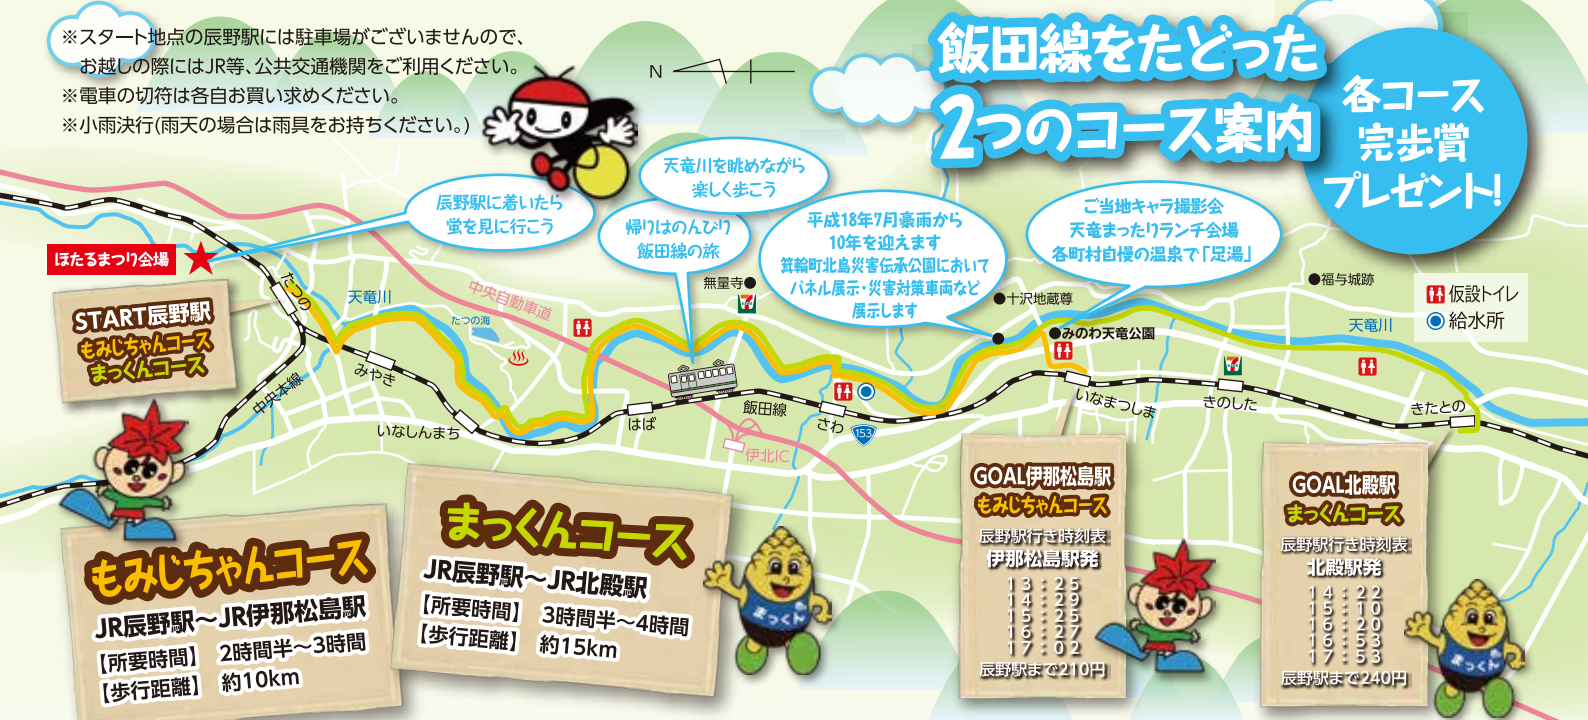 ※スタート地点の辰野駅には駐車場がございませんので、
お越しの際にはJR等、公共交通機関をご利用ください。
※電車の切符は各自お買い求めください。
※小雨決行(雨天の場合は雨具をお持ちください。)
N
飯田線をたどった
2つのコース案内
各コース
完歩賞
プレゼント!
辰野駅に着いたら
蛍を見に行こう
天竜川を眺めながら
楽しく歩こう
帰りはのんびり
飯田線の旅
平成18年7月豪雨から
10年を迎えます
箕輪町北島災害伝承公園において
パネル展示・災害対策車両など
展示します
ご当地キャラ撮影会
天竜まったりランチ会場
各町村自慢の温泉で「足湯」
ほたるまつり会場
START辰野駅
もみじちゃんコース
まっくんコース
たつの
天竜川
たつの海
中央自動車道
無量寺
十沢地蔵尊
みのわ天竜公園
福与城跡
天竜川
仮設トイレ
給水所
中央本線
みやき
いなしんまち
はば
飯田線
さわ
153
伊北IC
いなまつしま
きのした
きたとの
もみじちゃんコース
JR辰野駅～JR伊那松島駅
【所要時間】 2時間半～3時間
【歩行距離】 約10km
まっくんコース
JR辰野駅～JR北殿駅
【所要時間】 3時間半～4時間
【歩行距離】 約15km
まっくん
GOAL伊那松島駅
もみじちゃんコース
辰野駅行き時刻表
伊那松島駅発
13：25
14：29
15：25
16：27
17：02
辰野駅まで210円
GOAL北殿駅
まっくんコース
辰野駅行き時刻表
北殿駅発
14：22
15：10
16：20
16：53
17：53
辰野駅まで240円
まっくん